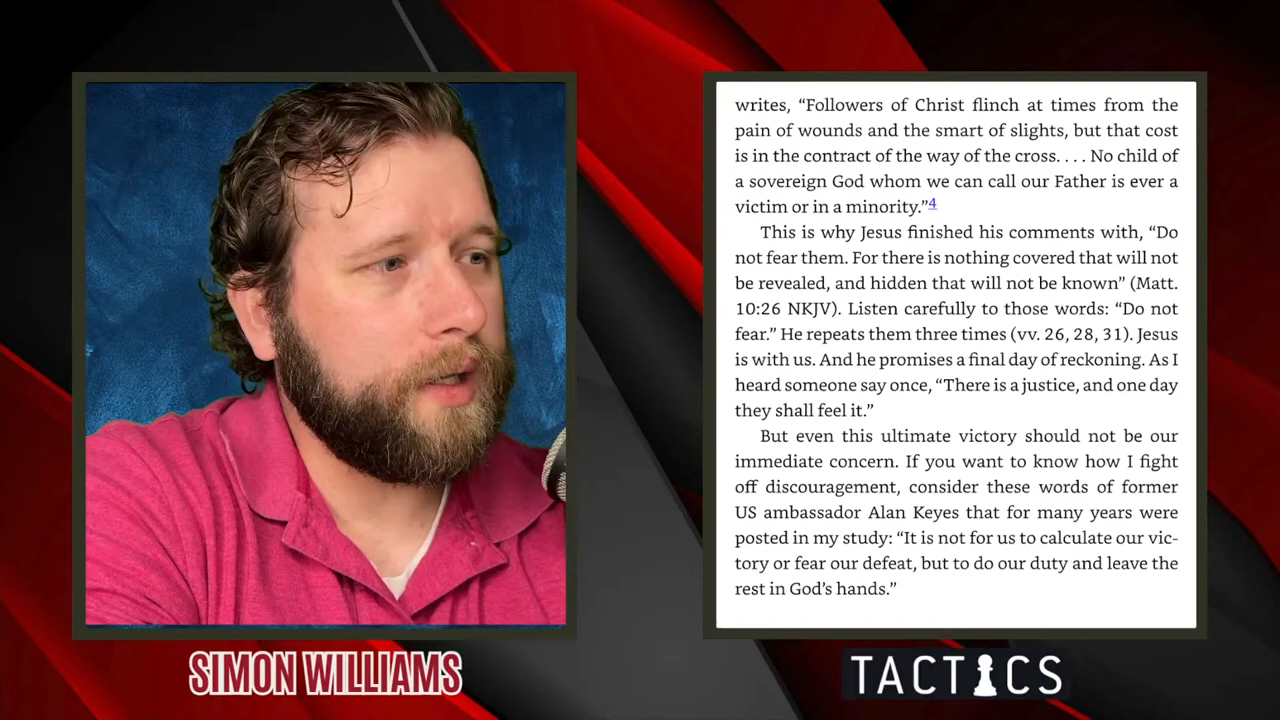 writes, “Followers of Christ flinch at times from the
pain of wounds and the smart of slights, but that cost
is in the contract of the way of the cross. . . . No child of
a sovereign God whom we can call our Father is ever a
victim or in a minority.”4
This is why Jesus finished his comments with, “Do
not fear them. For there is nothing covered that will not
be revealed, and hidden that will not be known” (Matt.
10:26 NKJV). Listen carefully to those words: “Do not
fear.” He repeats them three times (vv. 26, 28, 31). Jesus
is with us. And he promises a final day of reckoning. As I
heard someone say once, “There is a justice, and one day
they shall feel it.”
But even this ultimate victory should not be our
immediate concern. If you want to know how I fight
off discouragement, consider these words of former
US ambassador Alan Keyes that for many years were
posted in my study: “It is not for us to calculate our vic-
tory or fear our defeat, but to do our duty and leave the
rest in God’s hands.”
SIMON WILLIAMS
TACTICS